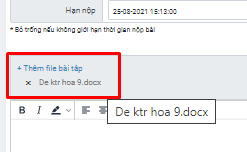 Hạn nộp 25-08-2021 15:13:00
* Bỏ trống nếu không giới hạn thời gian nộp bài
+ Thêm file bài tập
x De ktr hoa 9.docx
B I
De ktr hoa 9.docx